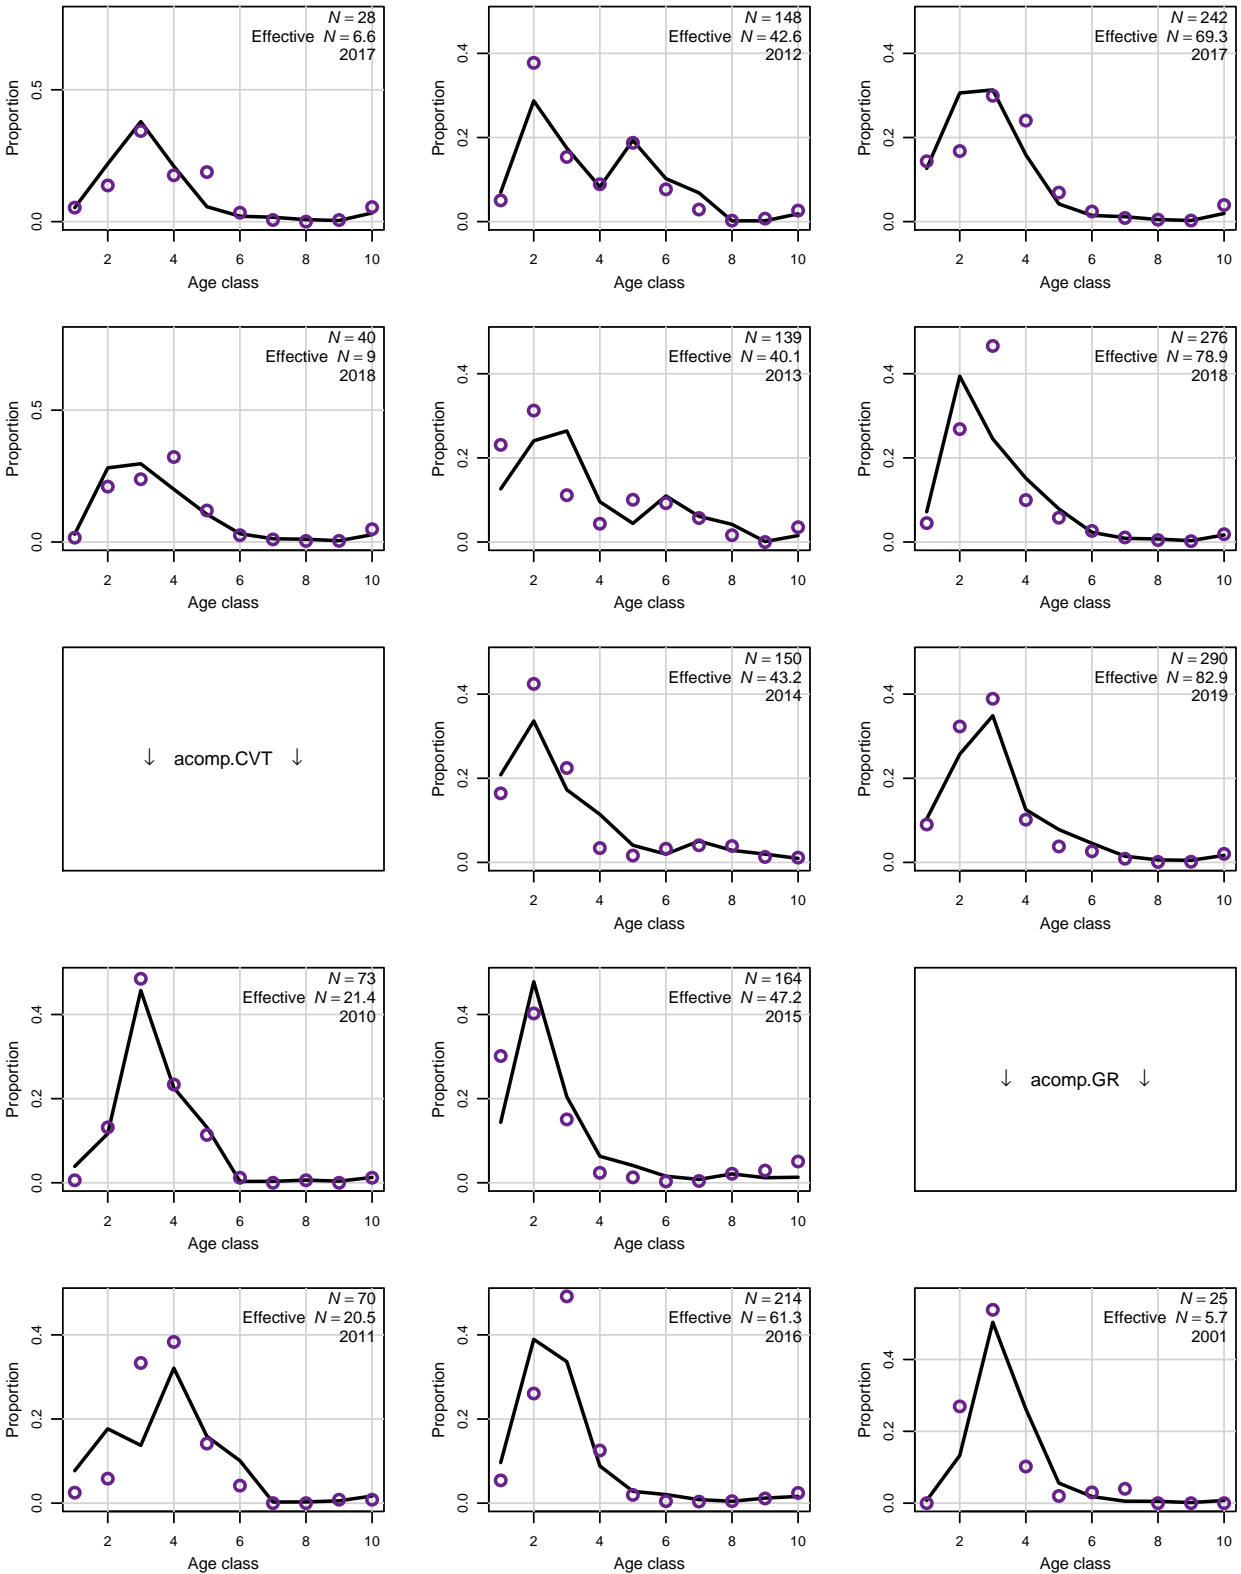 N = 28
Effective N = 6.6
2017
Proportion
0.5
0.0
2 4 6 8 10
Age class
N = 40
Effective N = 9
2018
Proportion
0.5
0.0
2 4 6 8 10
Age class
↓ acomp.CVT ↓
N = 73
Effective N = 21.4
2010
Proportion
0.4
0.2
0.0
2 4 6 8 10
Age class
N = 70
Effective N = 20.5
2011
Proportion
0.4
0.2
0.0
2 4 6 8 10
Age class
N = 148
Effective N = 42.6
2012
Proportion
0.4
0.2
0.0
2 4 6 8 10
Age class
N = 139
Effective N = 40.1
2013
Proportion
0.4
0.2
0.0
2 4 6 8 10
Age class
N = 150
Effective N = 43.2
2014
Proportion
0.4
0.2
0.0
2 4 6 8 10
Age class
N = 164
Effective N = 47.2
2015
Proportion
0.4
0.2
0.0
2 4 6 8 10
Age class
N = 214
Effective N = 61.3
2016
Proportion
0.4
0.2
0.0
2 4 6 8 10
Age class
N = 242
Effective N = 69.3
2017
Proportion
0.4
0.2
0.0
2 4 6 8 10
Age class
N = 276
Effective N = 78.9
2018
Proportion
0.4
0.2
0.0
2 4 6 8 10
Age class
N = 290
Effective N = 82.9
2019
Proportion
0.4
0.2
0.0
2 4 6 8 10
Age class
↓ acomp.GR ↓
N = 25
Effective N = 5.7
2001
Proportion
0.4
0.2
0.0
2 4 6 8 10
Age class